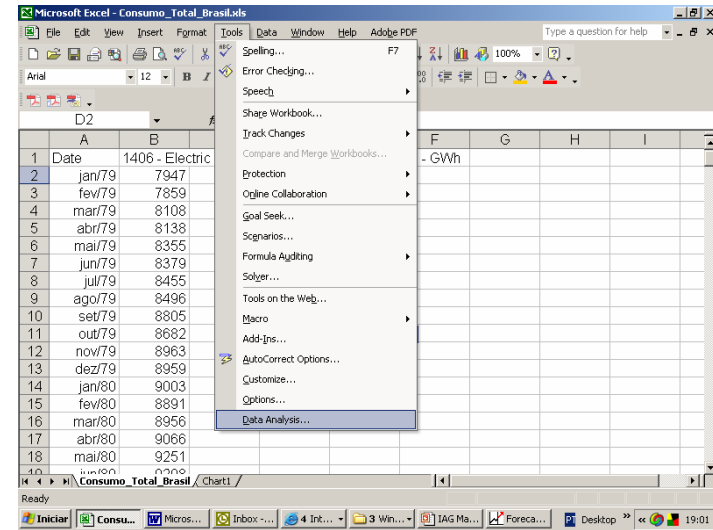 Microsoft Excel - Consumo_Total_Brasil.xls
File Edit View Insert Format Tools Data Window Help Adobe PDF
Type a question for help
100%
Arial 12 B I
D2
A B F G H I
1 Date 1406 - Electric - GWh
2 jan/79 7947
3 fev/79 7859
4 mar/79 8108
5 abr/79 8138
6 mai/79 8355
7 jun/79 8379
8 jul/79 8455
9 ago/79 8496
10 set/79 8805
11 out/79 8682
12 nov/79 8963
13 dez/79 8959
14 jan/80 9003
15 fev/80 8891
16 mar/80 8956
17 abr/80 9066
18 mai/80 9251
Spelling... F7
Error Checking...
Speech
Share Workbook...
Track Changes
Compare and Merge Workbooks...
Protection
Online Collaboration
Goal Seek...
Scenarios...
Formula Auditing
Solver...
Tools on the Web...
Macro
Add-Ins...
AutoCorrect Options...
Customize...
Options...
Data Analysis...
Consumo_Total_Brasil Chart1
Ready
Iniciar Consu... Micros... Inbox -... 4 Int... 3 Win... IAG Ma... Foreca... PT Desktop 19:01